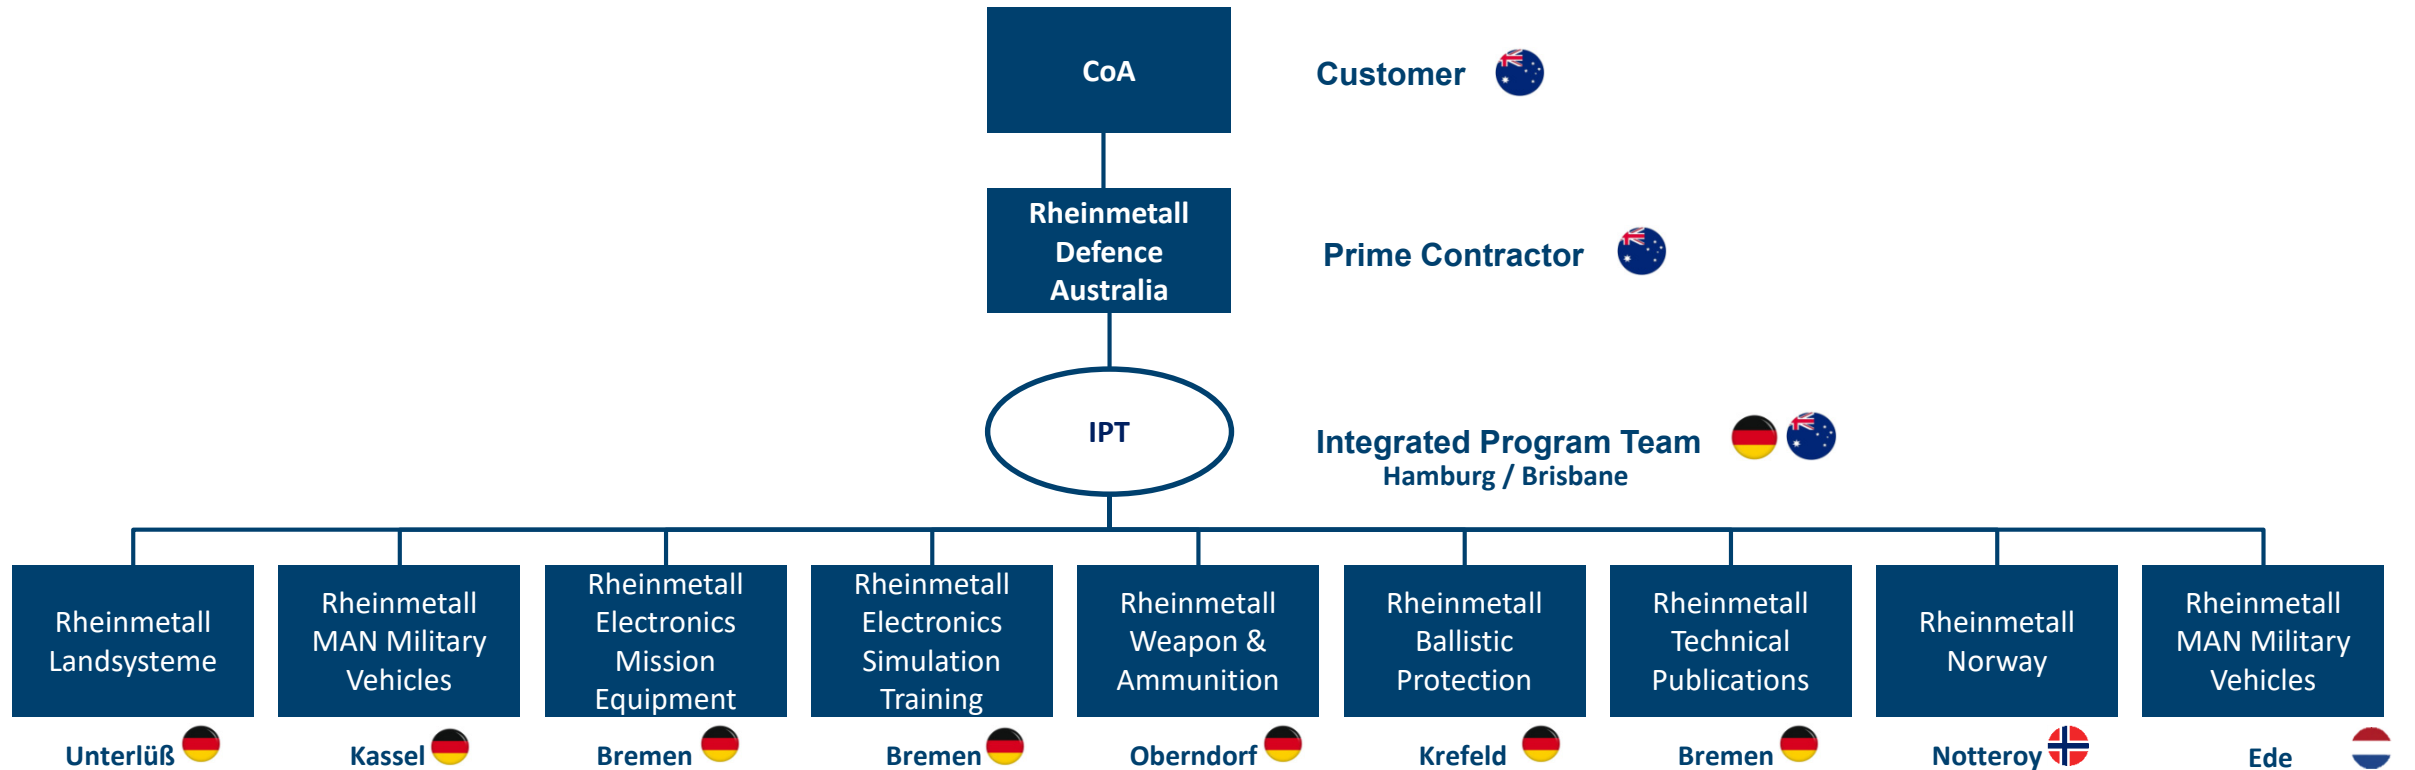 CoA
Customer
Rheinmetall
Defence
Australia
Prime Contractor
IPT
Integrated Program Team
Hamburg / Brisbane
Rheinmetall
Landsysteme
Rheinmetall
MAN Military
Vehicles
Rheinmetall
Electronics
Mission
Equipment
Rheinmetall
Electronics
Simulation
Training
Rheinmetall
Weapon &
Ammunition
Rheinmetall
Ballistic
Protection
Rheinmetall
Technical
Publications
Rheinmetall
Norway
Rheinmetall
MAN Military
Vehicles
Unterlüß
Kassel
Bremen
Bremen
Oberndorf
Krefeld
Bremen
Notteroy
Ede